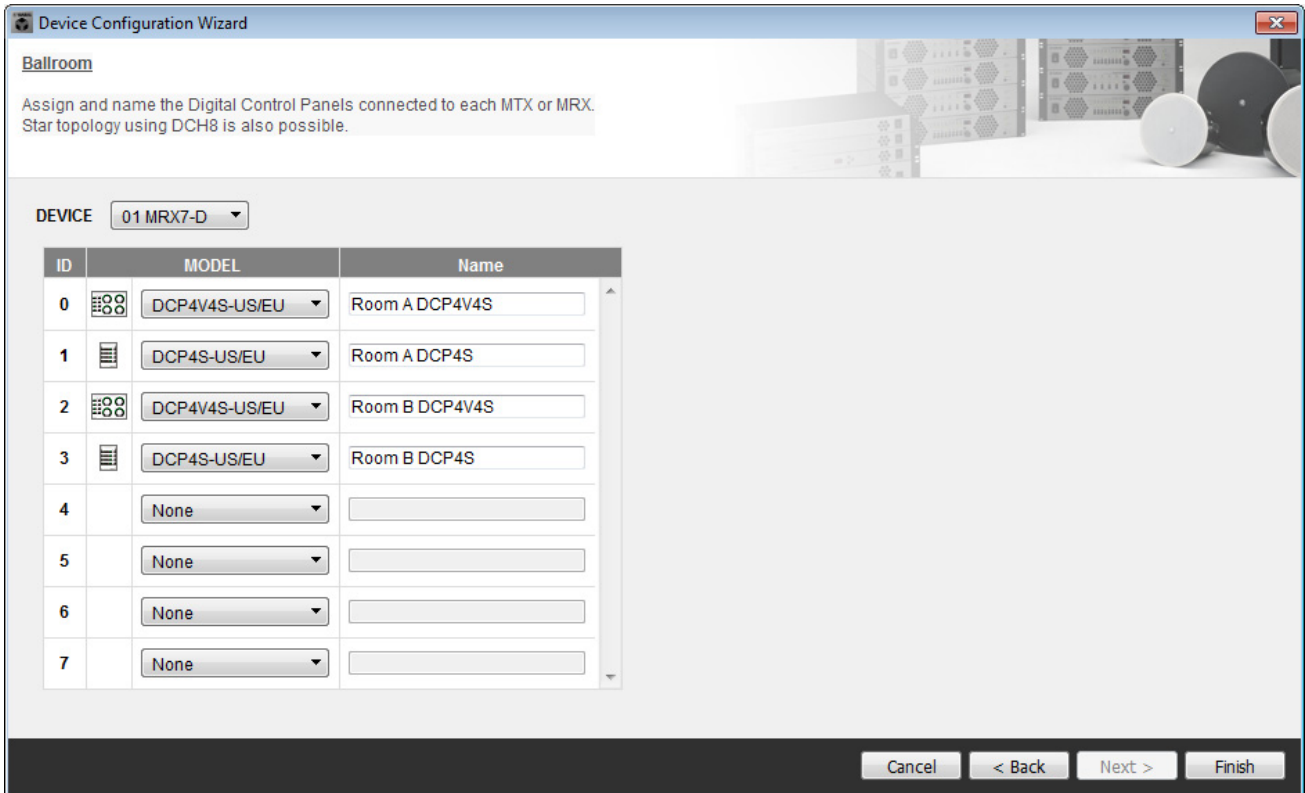 Device Configuration Wizard
Ballroom
Assign and name the Digital Control Panels connected to each MTX or MRX.
Star topology using DCH8 is also possible.
DEVICE 01 MRX7-D
ID MODEL Name
0 DCP4V4S-US/EU Room A DCP4V4S
1 DCP4S-US/EU Room A DCP4S
2 DCP4V4S-US/EU Room B DCP4V4S
3 DCP4S-US/EU Room B DCP4S
4 None
5 None
6 None
7 None
Cancel < Back Next > Finish